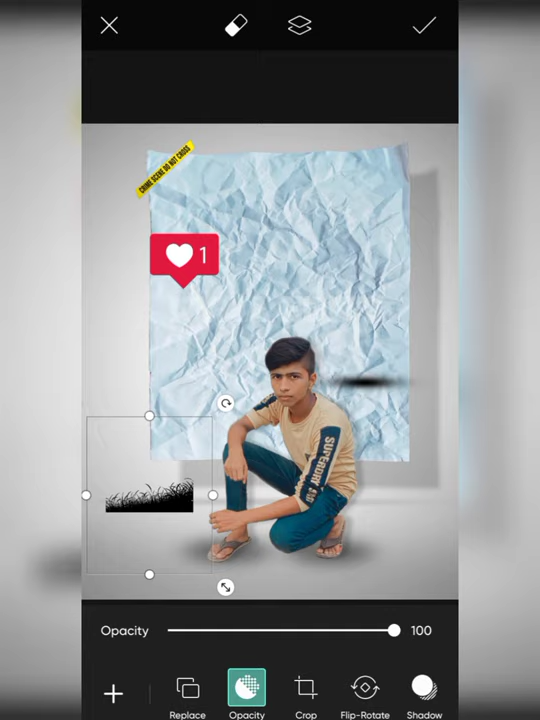 CRIME SCENE DO NOT CROSS
1
SUPERDRY
Opacity
100
Replace
Opacity
Crop
Flip-Rotate
Shadow